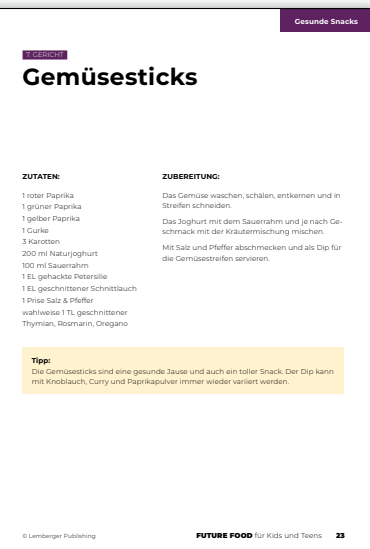 Gesunde Snacks
7. GERICHT
Gemüsesticks
ZUTATEN:
1 roter Paprika
1 grüner Paprika
1 gelber Paprika
1 Gurke
3 Karotten
200 ml Naturjoghurt
100 ml Sauerrahm
1 EL gehackte Petersilie
1 EL geschnittener Schnittlauch
1 Prise Salz & Pfeffer
wahlweise 1 TL geschnittener
Thymian, Rosmarin, Oregano
ZUBEREITUNG:
Das Gemüse waschen, schälen, entkernen und in
Streifen schneiden.
Das Joghurt mit dem Sauerrahm und je nach Ge-
schmack mit der Kräutermischung mischen.
Mit Salz und Pfeffer abschmecken und als Dip für
die Gemüsestreifen servieren.
Tipp:
Die Gemüsesticks sind eine gesunde Jause und auch ein toller Snack. Der Dip kann
mit Knoblauch, Curry und Paprikapulver immer wieder variiert werden.
© Lemberger Publishing
FUTURE FOOD für Kids und Teens 23